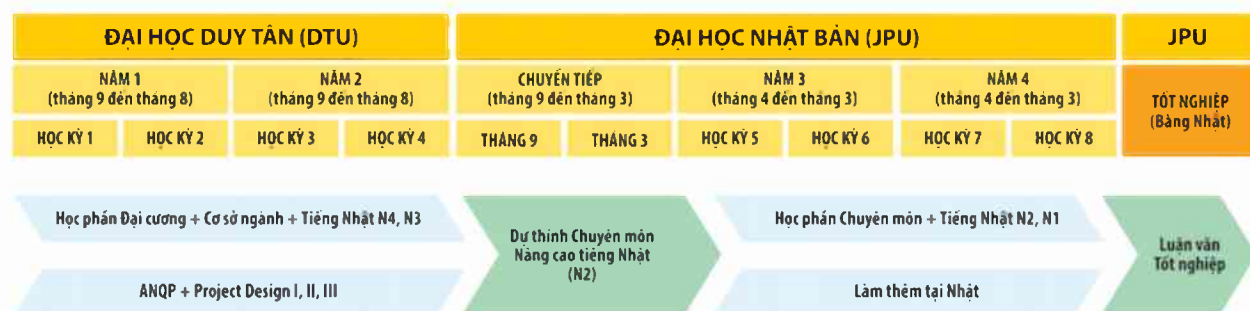 ĐẠI HỌC DUY TÂN (DTU)
ĐẠI HỌC NHẬT BẢN (JPU)
JPU
NĂM 1
(tháng 9 đến tháng 8)
NĂM 2
(tháng 9 đến tháng 8)
CHUYỂN TIẾP
(tháng 9 đến tháng 3)
NĂM 3
(tháng 4 đến tháng 3)
NĂM 4
(tháng 4 đến tháng 3)
TỐT NGHIỆP
(Bằng Nhật)
HỌC KỲ 1
HỌC KỲ 2
HỌC KỲ 3
HỌC KỲ 4
THÁNG 9
THÁNG 3
HỌC KỲ 5
HỌC KỲ 6
HỌC KỲ 7
HỌC KỲ 8
Học phần Đại cương + Cơ sở ngành + Tiếng Nhật N4, N3
ANQP + Project Design I, II, III
Dự thính Chuyên môn
Nâng cao tiếng Nhật
(N2)
Học phần Chuyên môn + Tiếng Nhật N2, N1
Làm thêm tại Nhật
Luận văn
Tốt nghiệp